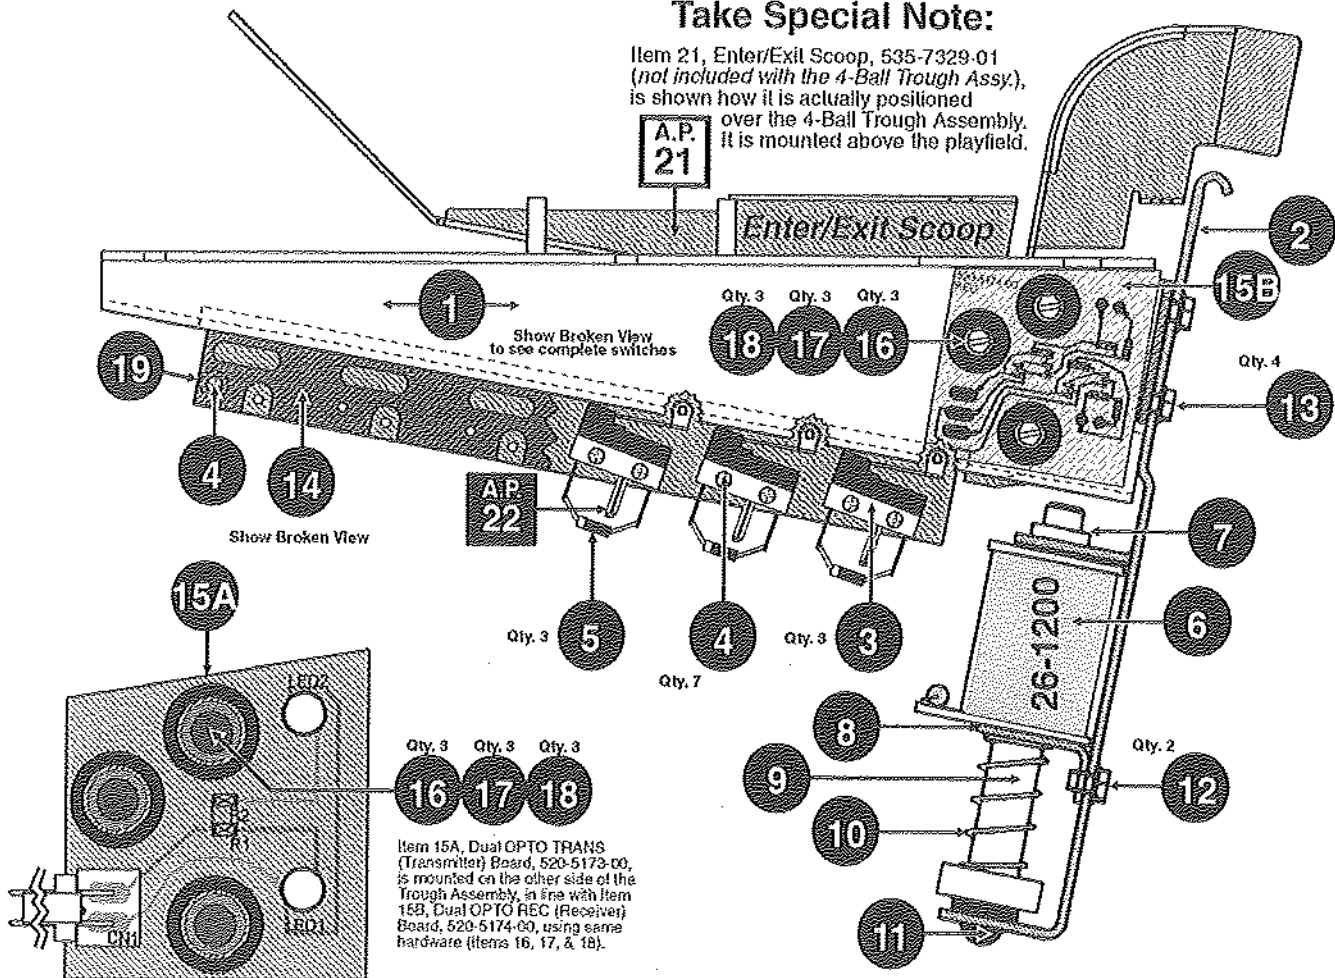 Take Special Note:
Item 21, Enter/Exit Scoop, 535-7329-01
(not included with the 4-Ball Trough Assy.),
is shown how it is actually positioned
over the 4-Ball Trough Assembly.
It is mounted above the playfield.
A.P.
21
Enter/Exit Scoop
2
15B
1
Qty. 3 Qty. 3 Qty. 3
18 17 16
Show Broken View
to see complete switches
19
Qty. 4
13
4
14
A.P.
22
Show Broken View
7
15A
26-1200
6
Qty. 3
5
4
Qty. 7
Qty. 3
3
LED2
8
Qty. 2
12
9
10
Qty. 3 Qty. 3 Qty. 3
16 17 18
R2
R1
Item 15A, Dual OPTO TRANS
(Transmitter) Board, 520-5173-00,
is mounted on the other side of the
Trough Assembly, in line with Item
15B, Dual OPTO REC (Receiver)
Board, 520-5174-00, using same
hardware (Items 16, 17, & 18).
LED1
CN1
11